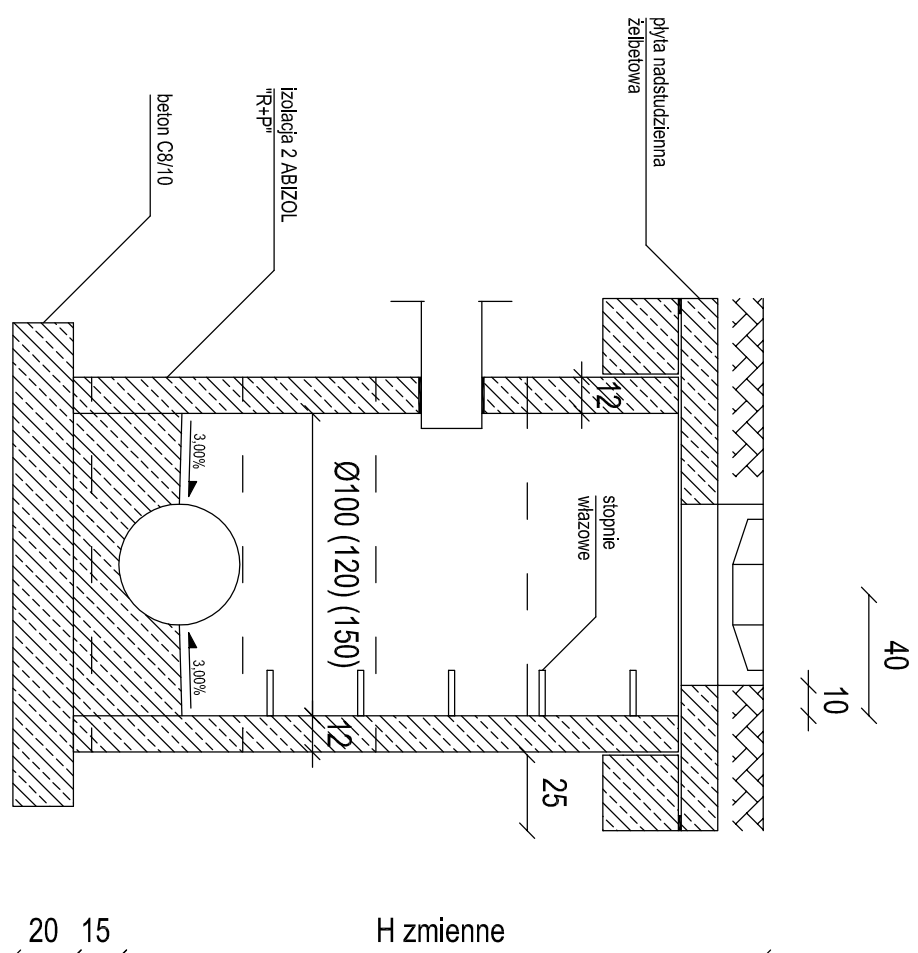 płyta nadstudzienna
żelbetowa
izolacja 2 ABIZOL
"R+P"
beton C8/10
12
3,00%
Ø100 (120) (150)
stopnie
włazowe
3,00%
12
25
10
40
20 15 H zmienne